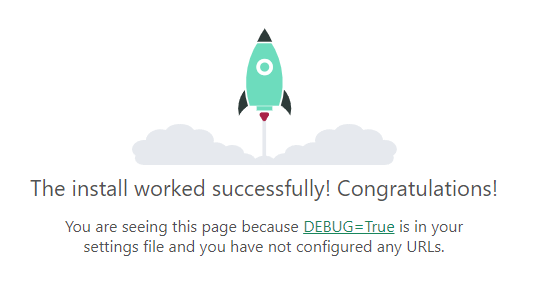 The install worked successfully! Congratulations!
You are seeing this page because DEBUG=True is in your
settings file and you have not configured any URLs.